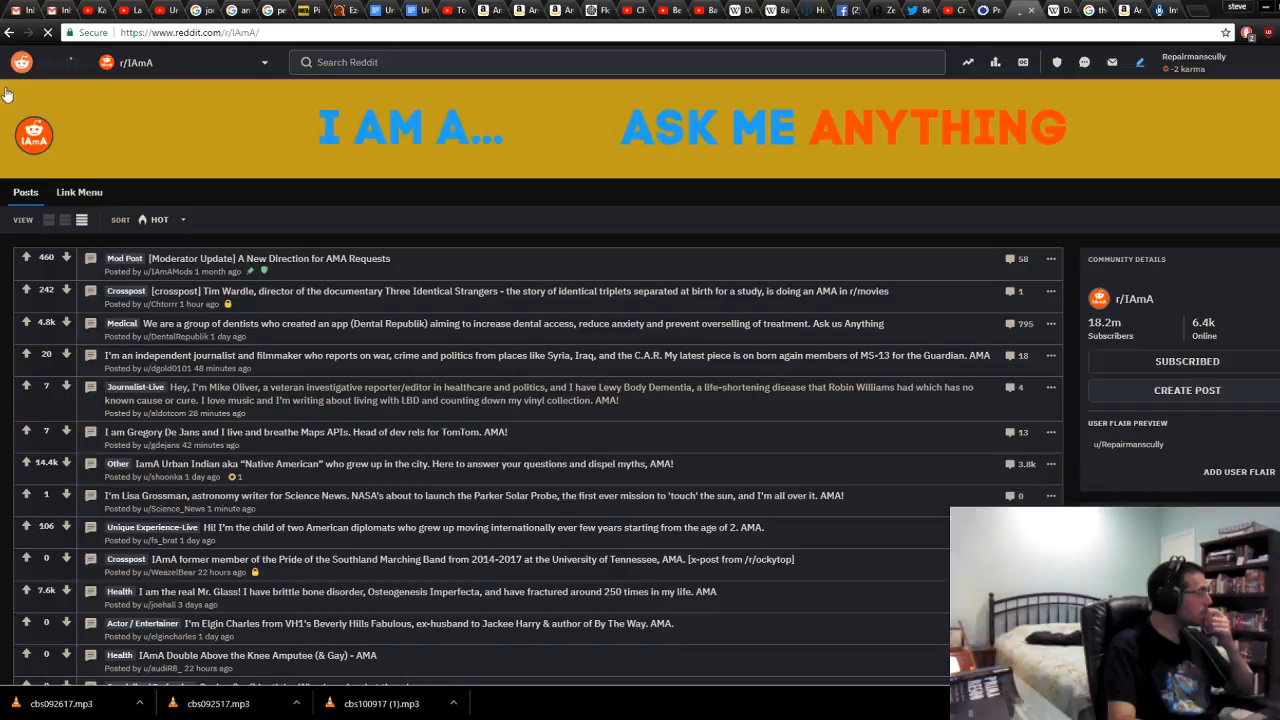 steve
Secure https://www.reddit.com/r/IAmA/
r/IAmA Search Reddit Repairmanscully
-2 karma
I AM A... ASK ME ANYTHING
IAmA
Posts Link Menu
VIEW SORT HOT
460 Mod Post [Moderator Update] A New Direction for AMA Requests 58
Posted by u/IAmAMods 1 month ago
242 Crosspost [crosspost] Tim Wardle, director of the documentary Three Identical Strangers - the story of identical triplets separated at birth for a study, is doing an AMA in r/movies 1
Posted by u/Chtorrr 1 hour ago
4.8k Medical We are a group of dentists who created an app (Dental Republik) aiming to increase dental access, reduce anxiety and prevent overselling of treatment. Ask us Anything 795
Posted by u/DentalRepublik 1 day ago
20 I'm an independent journalist and filmmaker who reports on war, crime and politics from places like Syria, Iraq, and the C.A.R. My latest piece is on born again members of MS-13 for the Guardian. AMA 18
Posted by u/dgold0101 48 minutes ago
7 Journalist-Live Hey, I'm Mike Oliver, a veteran investigative reporter/editor in healthcare and politics, and I have Lewy Body Dementia, a life-shortening disease that Robin Williams had which has no 4
known cause or cure. I love music and I'm writing about living with LBD and counting down my vinyl collection. AMA!
Posted by u/aldotcom 28 minutes ago
7 I am Gregory De Jans and I live and breathe Maps APIs. Head of dev rels for TomTom. AMA! 13
Posted by u/gdejans 42 minutes ago
14.4k Other IamA Urban Indian aka “Native American” who grew up in the city. Here to answer your questions and dispel myths, AMA! 3.8k
Posted by u/shoonka 1 day ago 1
1 I'm Lisa Grossman, astronomy writer for Science News. NASA's about to launch the Parker Solar Probe, the first ever mission to 'touch' the sun, and I'm all over it. AMA! 0
Posted by u/Science_News 1 minute ago
106 Unique Experience-Live Hi! I'm the child of two American diplomats who grew up moving internationally ever few years starting from the age of 2. AMA.
Posted by u/fs_brat 1 day ago
0 Crosspost IAmA former member of the Pride of the Southland Marching Band from 2014-2017 at the University of Tennessee, AMA. [x-post from /r/ockytop]
Posted by u/WeazelBear 22 hours ago
7.6k Health I am the real Mr. Glass! I have brittle bone disorder, Osteogenesis Imperfecta, and have fractured around 250 times in my life. AMA
Posted by u/joehall 3 days ago
0 Actor / Entertainer I'm Elgin Charles from VH1's Beverly Hills Fabulous, ex-husband to Jackee Harry & author of By The Way. AMA.
Posted by u/elgincharles 1 day ago
0 Health IAmA Double Above the Knee Amputee (& Gay) - AMA
Posted by u/audiR8_ 22 hours ago
COMMUNITY DETAILS
r/IAmA
18.2m 6.4k
Subscribers Online
SUBSCRIBED
CREATE POST
USER FLAIR PREVIEW
u/Repairmanscully
ADD USER FLAIR
cbs092617.mp3 cbs092517.mp3 cbs100917 (1).mp3